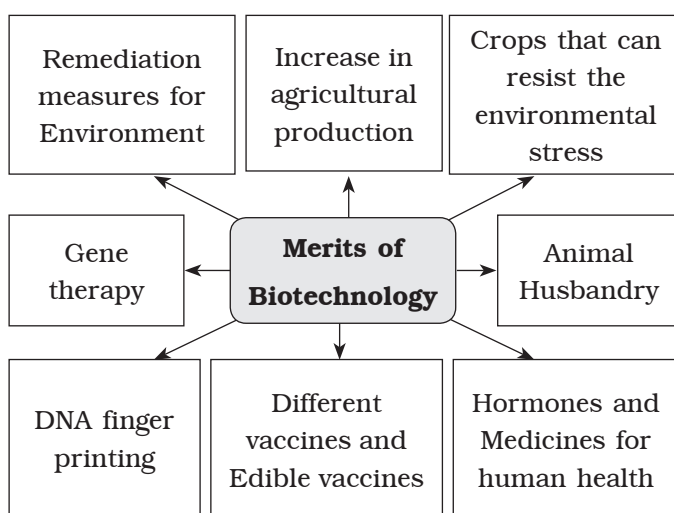 Remediation
measures for
Environment
Increase in
agricultural
production
Crops that can
resist the
environmental
stress
Gene
therapy
Merits of
Biotechnology
Animal
Husbandry
DNA finger
printing
Different
vaccines and
Edible vaccines
Hormones and
Medicines for
human health